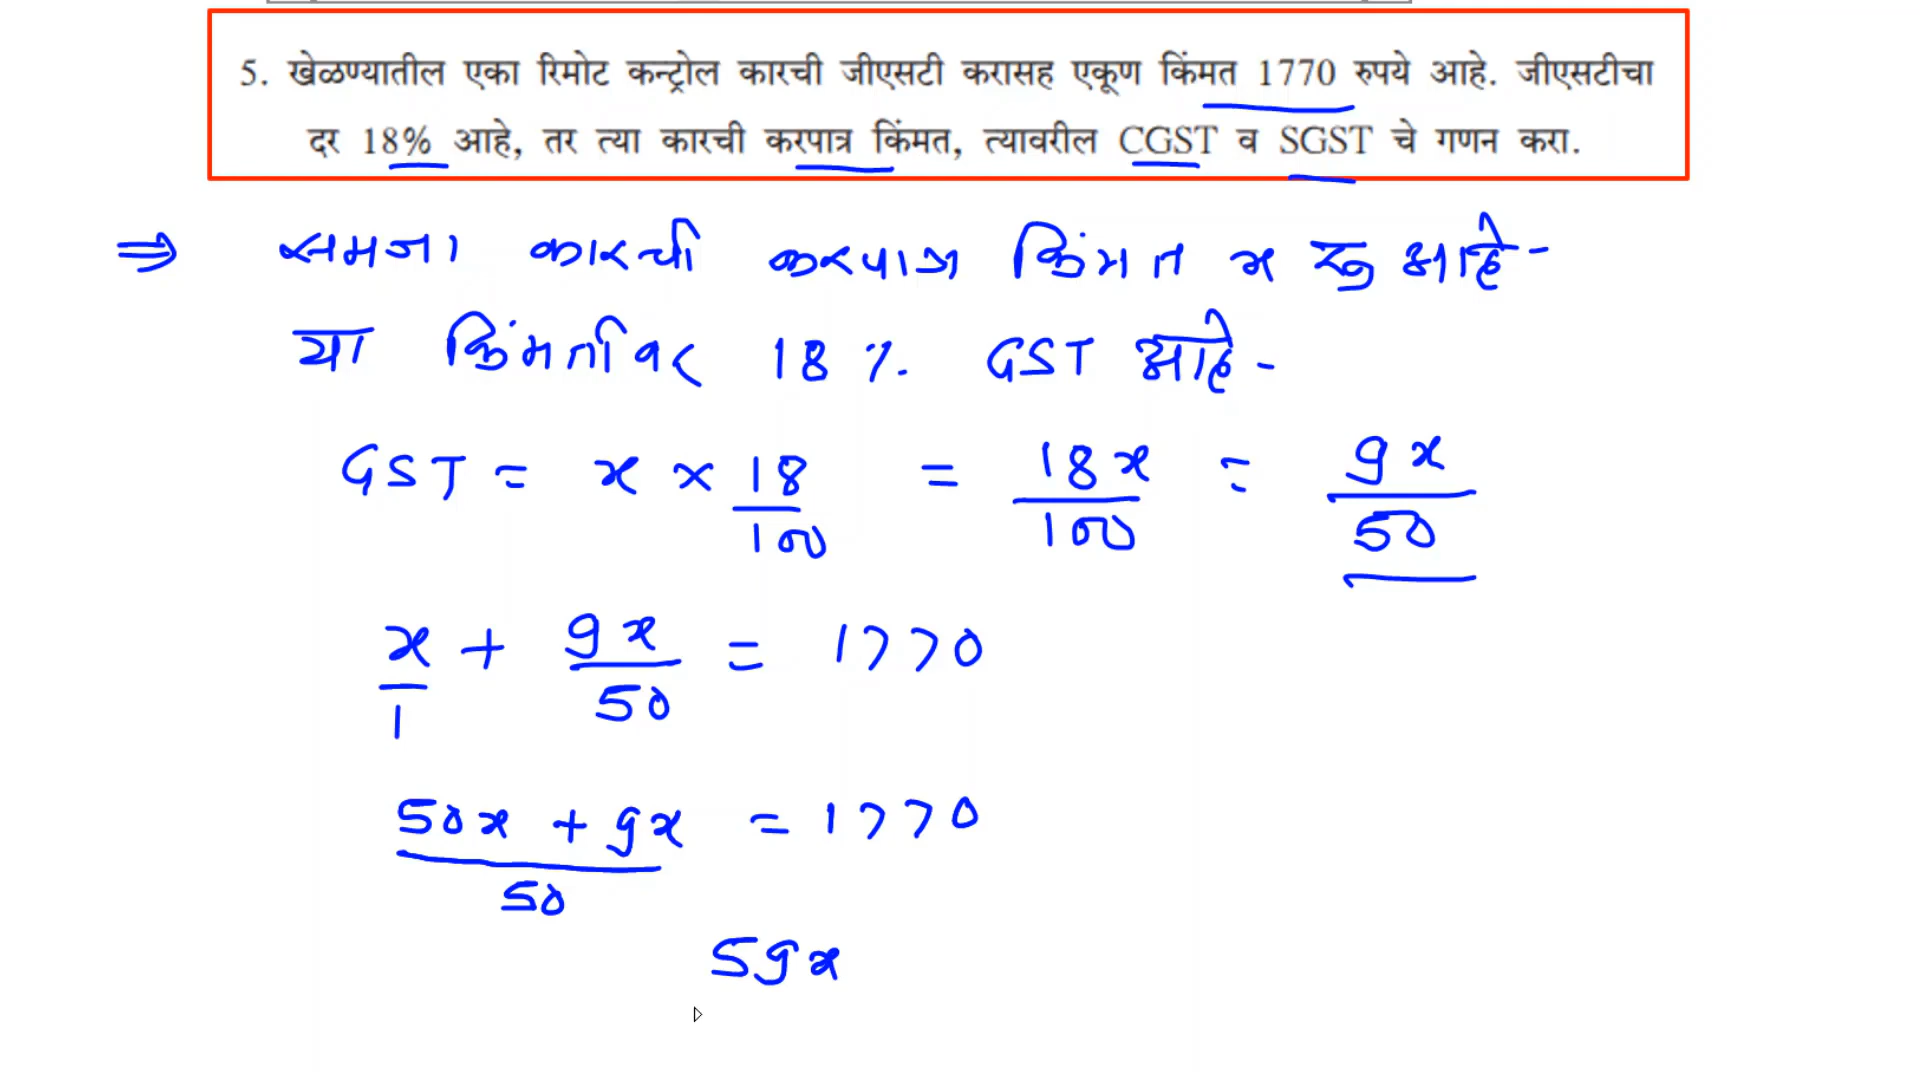 5. खेळण्यातील एका रिमोट कन्ट्रोल कारची जीएसटी करासह एकूण किंमत 1770 रुपये आहे. जीएसटीचा
दर 18% आहे, तर त्या कारची करपात्र किंमत, त्यावरील CGST व SGST चे गणन करा.
⇒ समजा कारची करपात्र किंमत x रु आहे.
या किंमतीवर 18 %. GST आहे.
GST = x × 18/100 = 18x/100 = 9x/50
x/1 + 9x/50 = 1770
50x + 9x/50 = 1770
59x